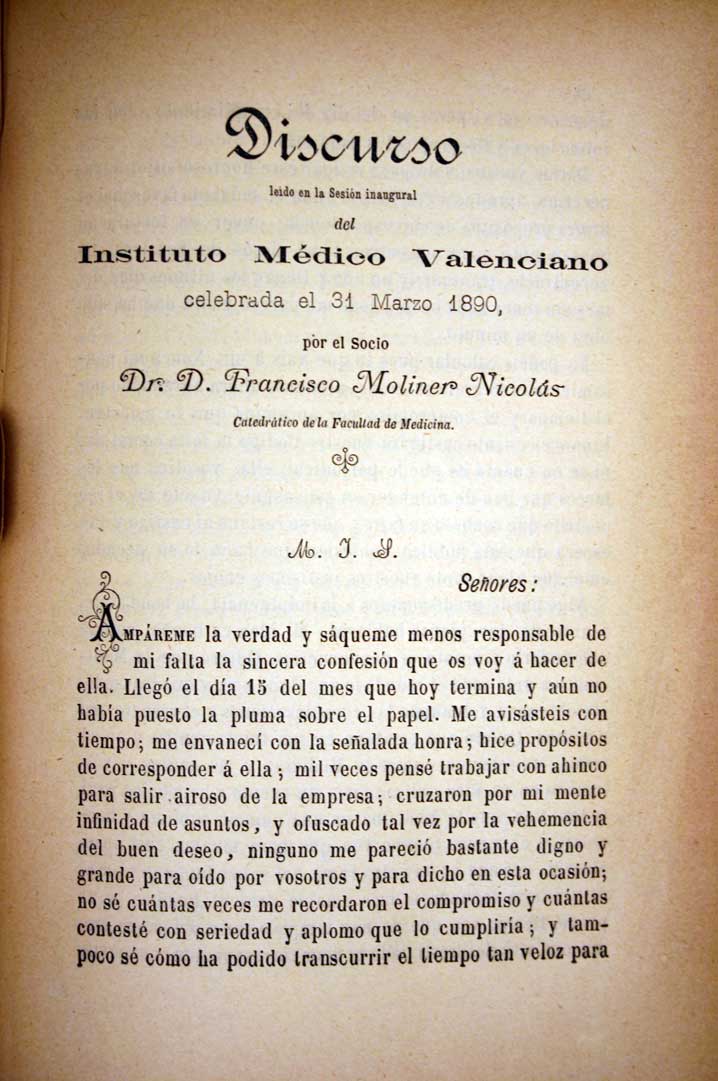 Discurso
leído en la Sesión inaugural
del
Instituto Médico Valenciano
celebrada el 31 Marzo 1890,
por el Socio
Dr. D. Francisco Moliner Nicolás
Catedrático de la Facultad de Medicina.
M. I. S.
Señores:
AMPÁREME la verdad y sáqueme menos responsable de
mi falta la sincera confesión que os voy á hacer de
ella. Llegó el día 15 del mes que hoy termina y aún no
había puesto la pluma sobre el papel. Me avisásteis con
tiempo; me envanecí con la señalada honra; hice propósitos
de corresponder á ella; mil veces pensé trabajar con ahinco
para salir airoso de la empresa; cruzaron por mi mente
infinidad de asuntos, y ofuscado tal vez por la vehemencia
del buen deseo, ninguno me pareció bastante digno y
grande para oído por vosotros y para dicho en esta ocasión;
no sé cuántas veces me recordaron el compromiso y cuántas
contesté con seriedad y aplomo que lo cumpliría; y tam-
poco sé cómo ha podido transcurrir el tiempo tan veloz para